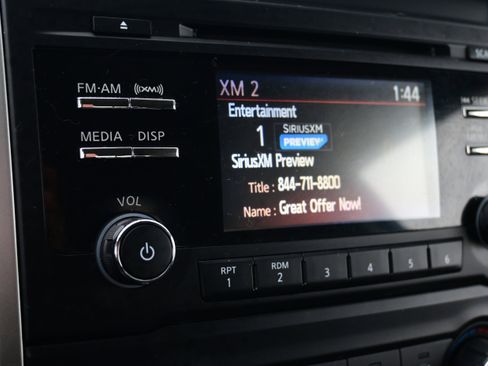 SCAN
FM·AM ((XM))
XM 2 1:44
Entertainment
1 SIRIUSXM
PREVIEW
SiriusXM Preview
MEDIA DISP
Title : 844-711-8800
Name : Great Offer Now!
VOL
RPT RDM
1 2 3 4 5 6